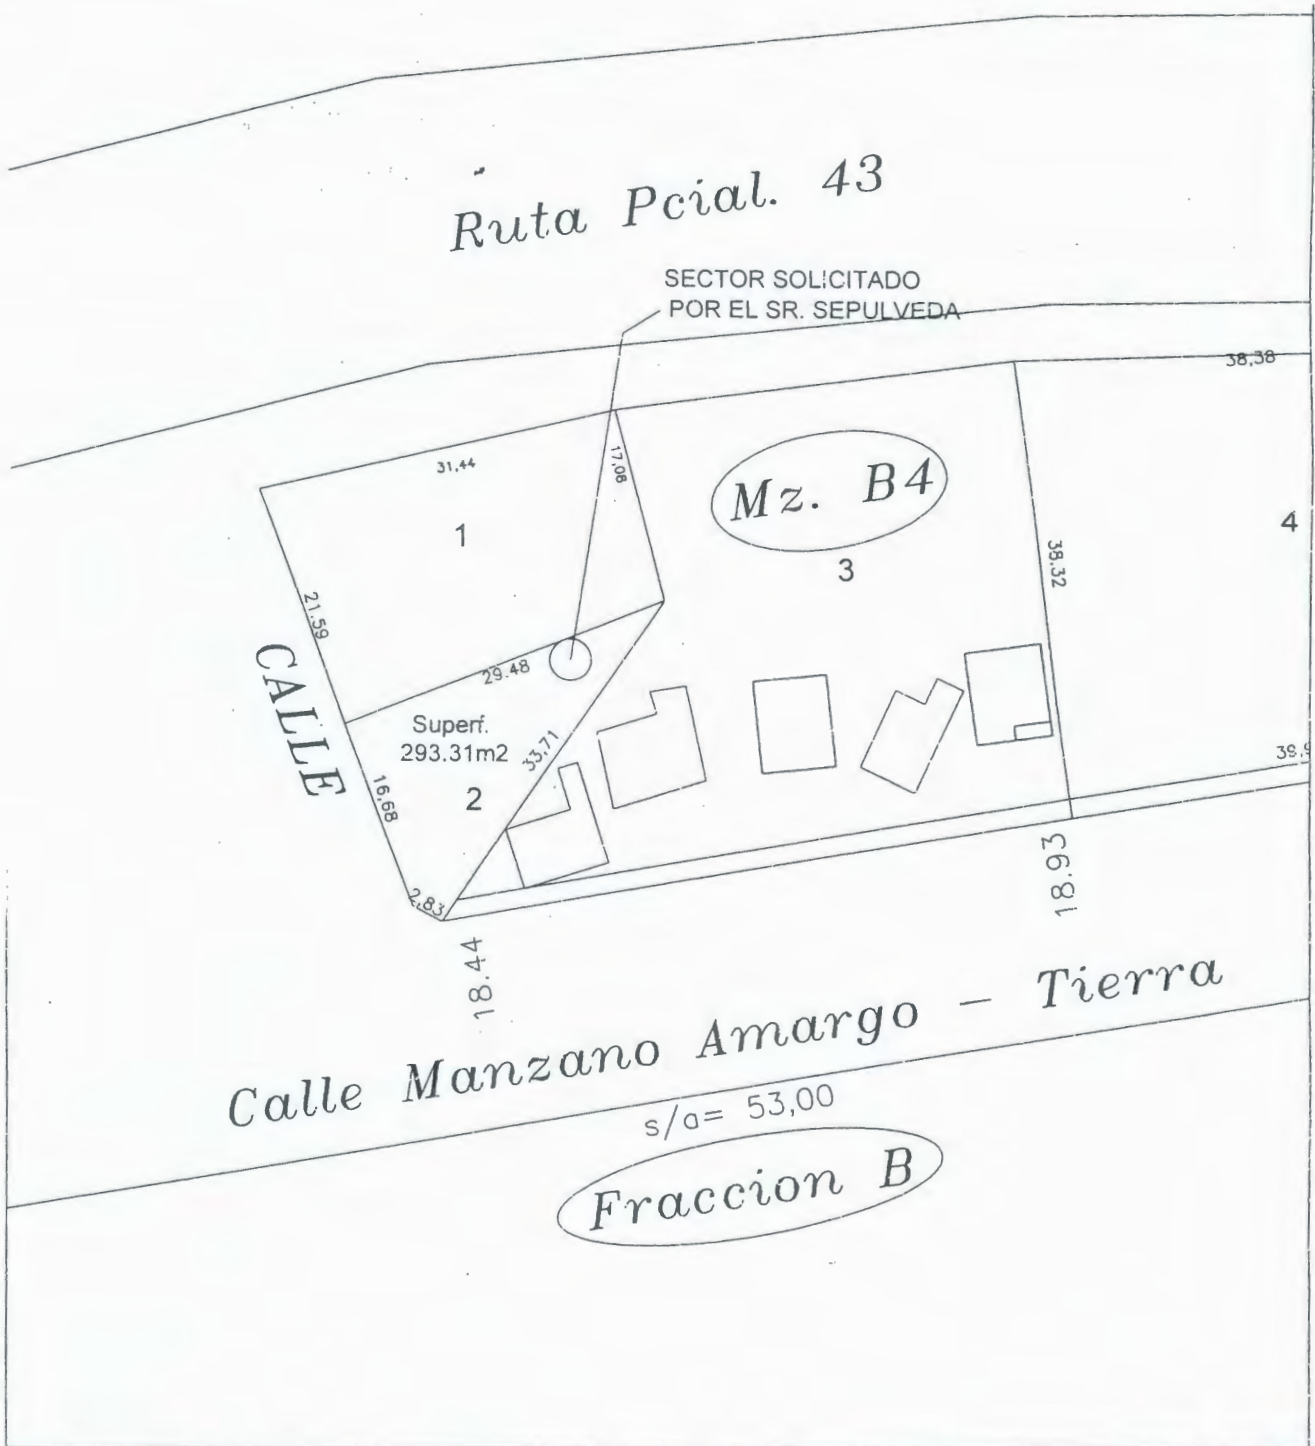 Ruta Pcial. 43
SECTOR SOLICITADO
POR EL SR. SEPULVEDA
38,38
31,44
17,08
Mz. B4
1
3
4
38.32
21.59
CALLE
29.48
Superf.
293.31m2
33,71
2
16,68
2,83
18.44
18.93
Calle Manzano Amargo - Tierra
s/a= 53,00
Fraccion B